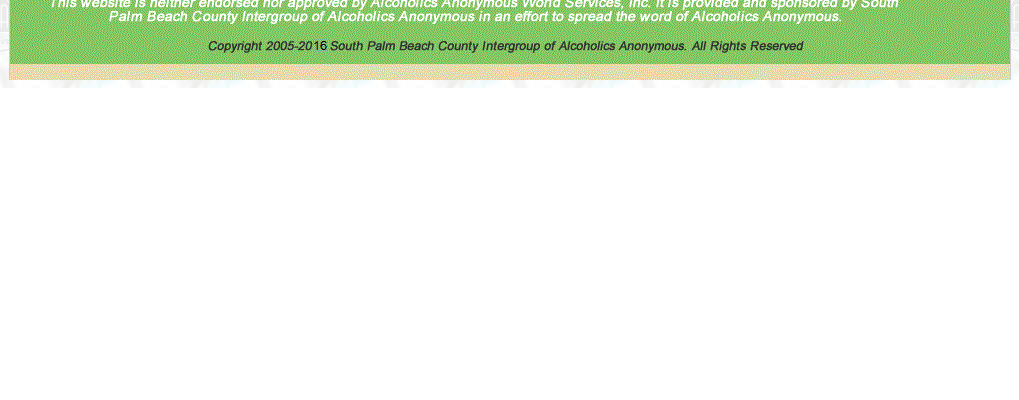 This website is neither endorsed nor approved by Alcoholics Anonymous World Services, Inc. It is provided and sponsored by South
Palm Beach County Intergroup of Alcoholics Anonymous in an effort to spread the word of Alcoholics Anonymous.
Copyright 2005-2016 South Palm Beach County Intergroup of Alcoholics Anonymous. All Rights Reserved